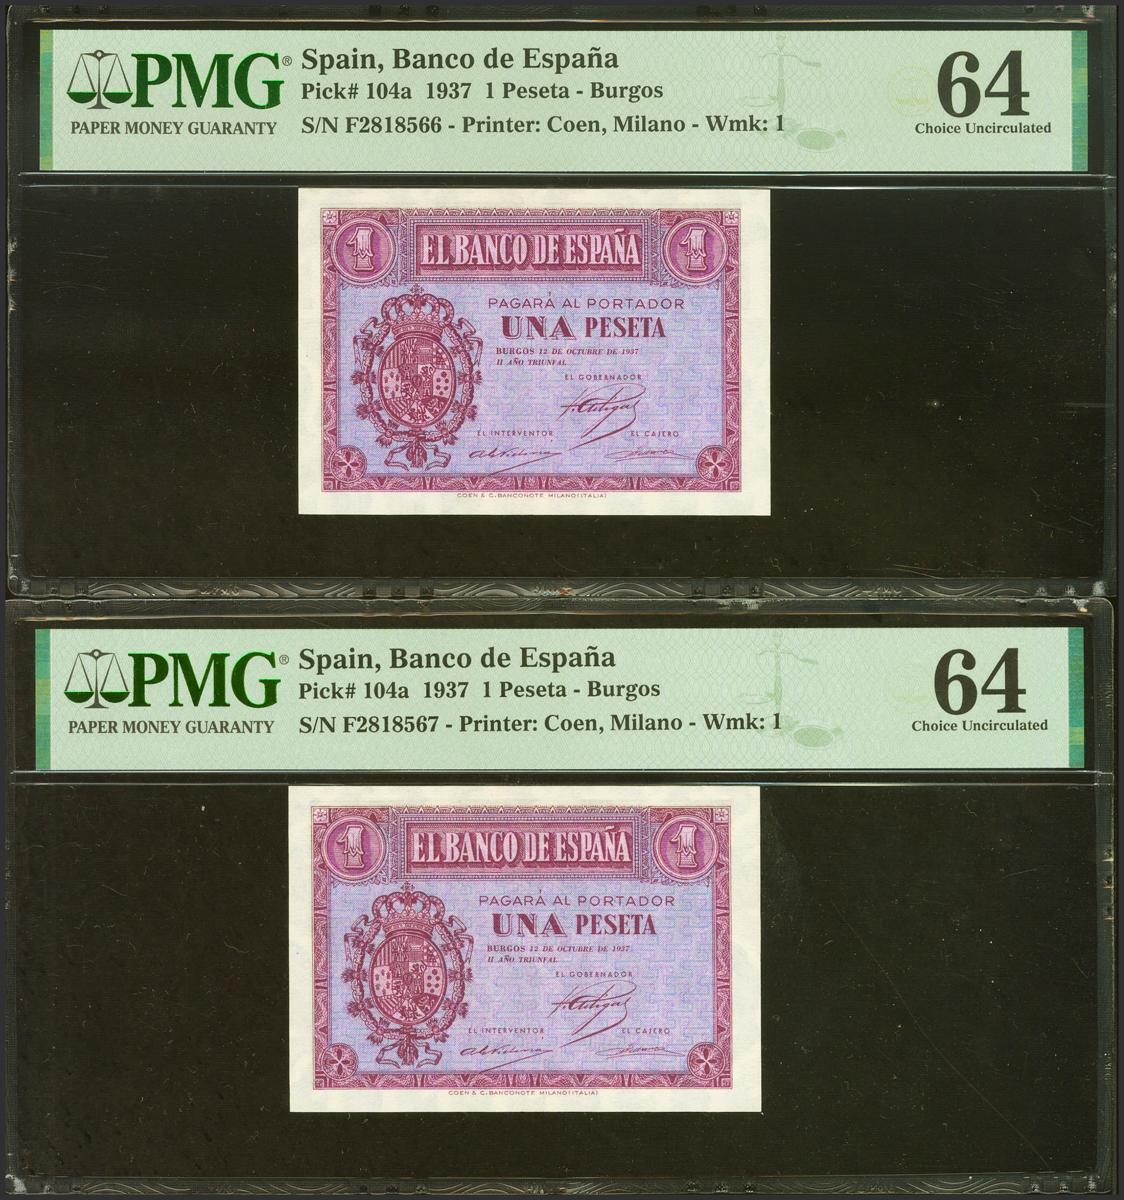 PMG®
PAPER MONEY GUARANTY
Spain, Banco de España
Pick# 104a 1937 1 Peseta - Burgos
S/N F2818566 - Printer: Coen, Milano - Wmk: 1
64
Choice Uncirculated
1
EL BANCO DE ESPAÑA
1
PAGARÁ AL PORTADOR
UNA PESETA
BURGOS 12 DE OCTUBRE DE 1937
II AÑO TRIUNFAL
EL GOBERNADOR
EL INTERVENTOR
EL CAJERO
COEN & C. BANCONOTE MILANO (ITALIA)
PMG®
PAPER MONEY GUARANTY
Spain, Banco de España
Pick# 104a 1937 1 Peseta - Burgos
S/N F2818567 - Printer: Coen, Milano - Wmk: 1
64
Choice Uncirculated
1
EL BANCO DE ESPAÑA
1
PAGARÁ AL PORTADOR
UNA PESETA
BURGOS 12 DE OCTUBRE DE 1937
II AÑO TRIUNFAL
EL GOBERNADOR
EL INTERVENTOR
EL CAJERO
COEN & C. BANCONOTE MILANO (ITALIA)